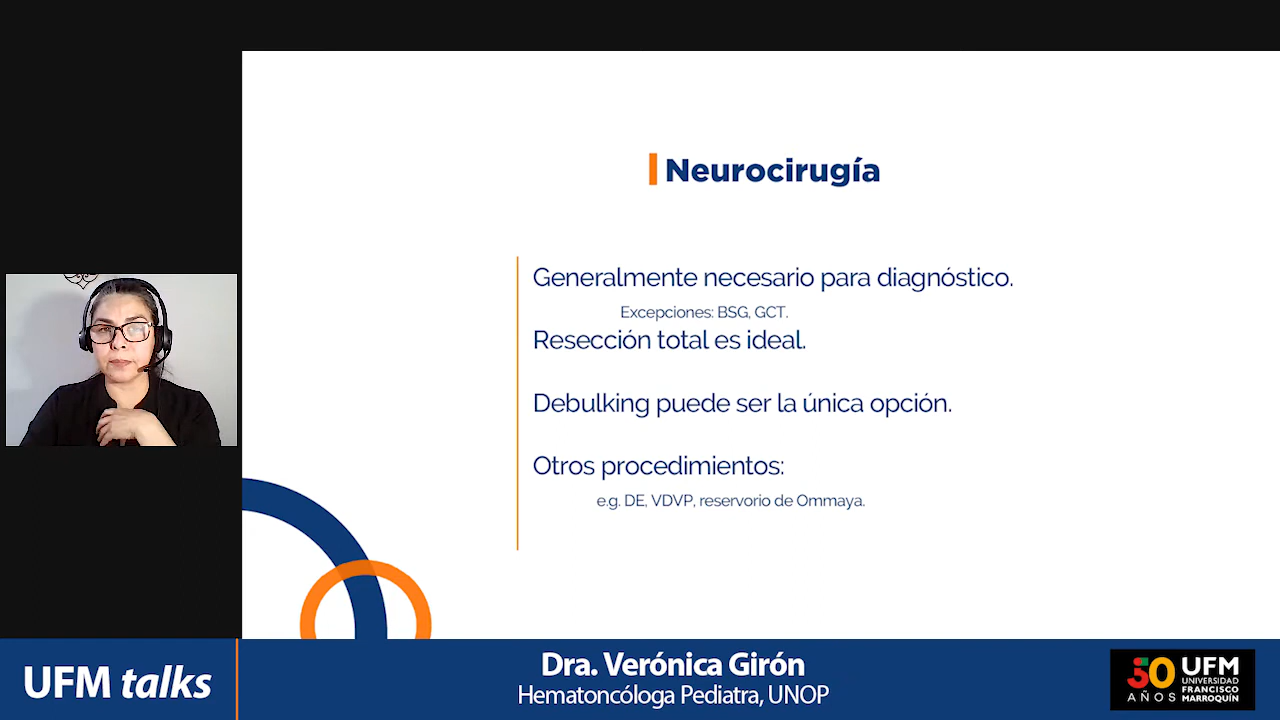 Neurocirugía
Generalmente necesario para diagnóstico.
Excepciones: BSG, GCT.
Resección total es ideal.
Debulking puede ser la única opción.
Otros procedimientos:
e.g. DE, VDVP, reservorio de Ommaya.
UFM talks
Dra. Verónica Girón
Hematoncóloga Pediatra, UNOP
50
AÑOS
UFM
UNIVERSIDAD
FRANCISCO
MARROQUÍN